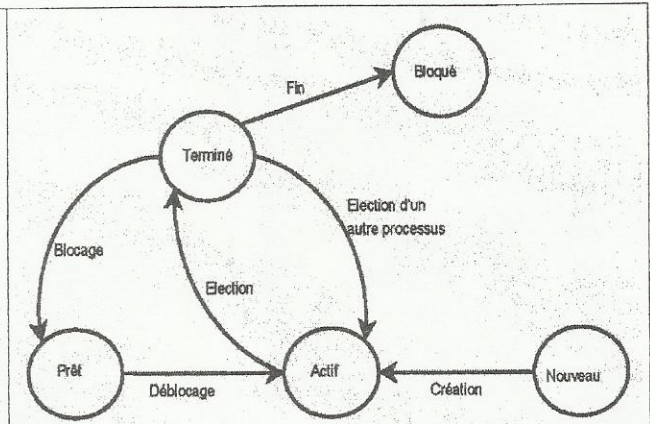 Bloqué
Fin
Terminé
Election d'un
autre processus
Blocage
Election
Prêt
Actif
Nouveau
Déblocage
Création